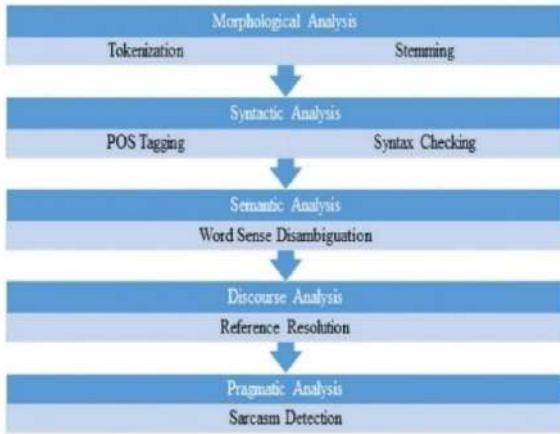 Morphological Analysis
Tokenization Stemming
Syntactic Analysis
POS Tagging Syntax Checking
Semantic Analysis
Word Sense Disambiguation
Discourse Analysis
Reference Resolution
Pragmatic Analysis
Sarcasm Detection